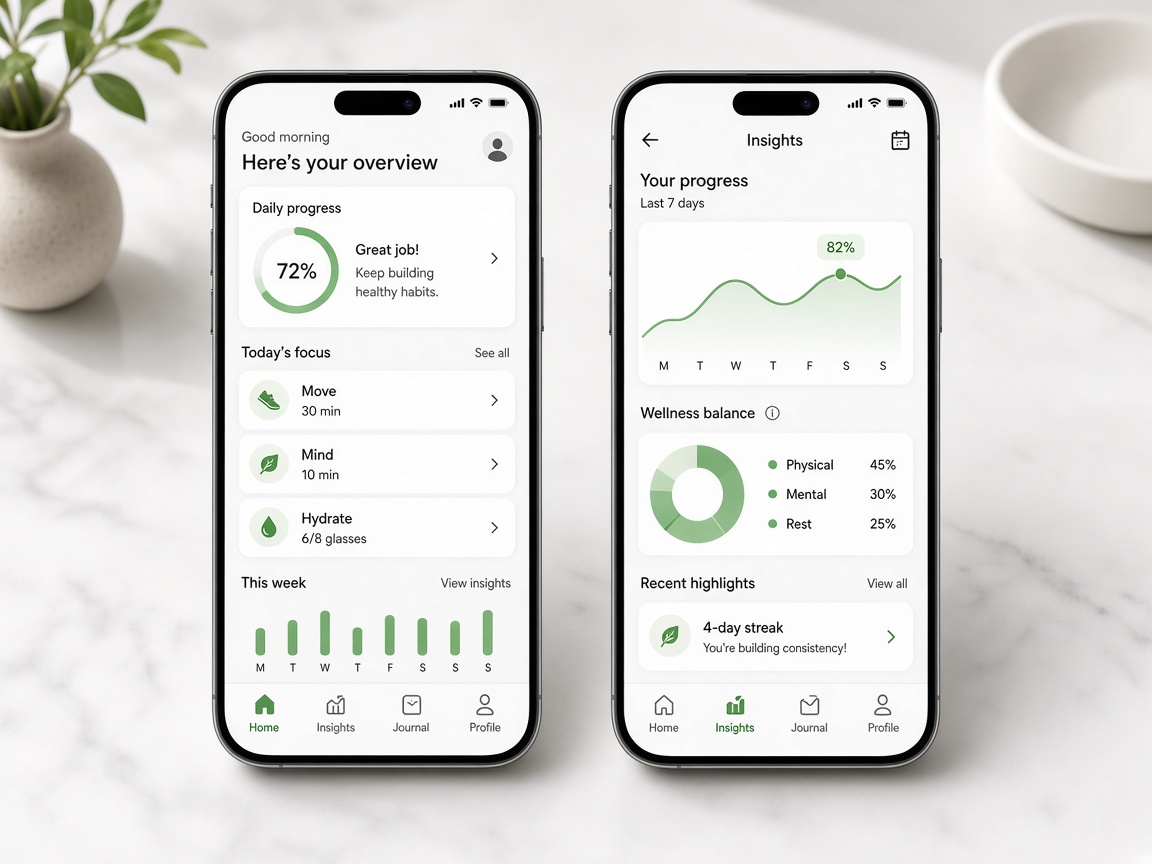 Good morning
Here's your overview
Daily progress
72%
Great job!
Keep building
healthy habits.
Today's focus
See all
Move
30 min
Mind
10 min
Hydrate
6/8 glasses
This week
View insights
M T W T F S S S
Home Insights Journal Profile
Insights
Your progress
Last 7 days
82%
M T W T F S S
Wellness balance
Physical 45%
Mental 30%
Rest 25%
Recent highlights
View all
4-day streak
You're building consistency!
Home Insights Journal Profile